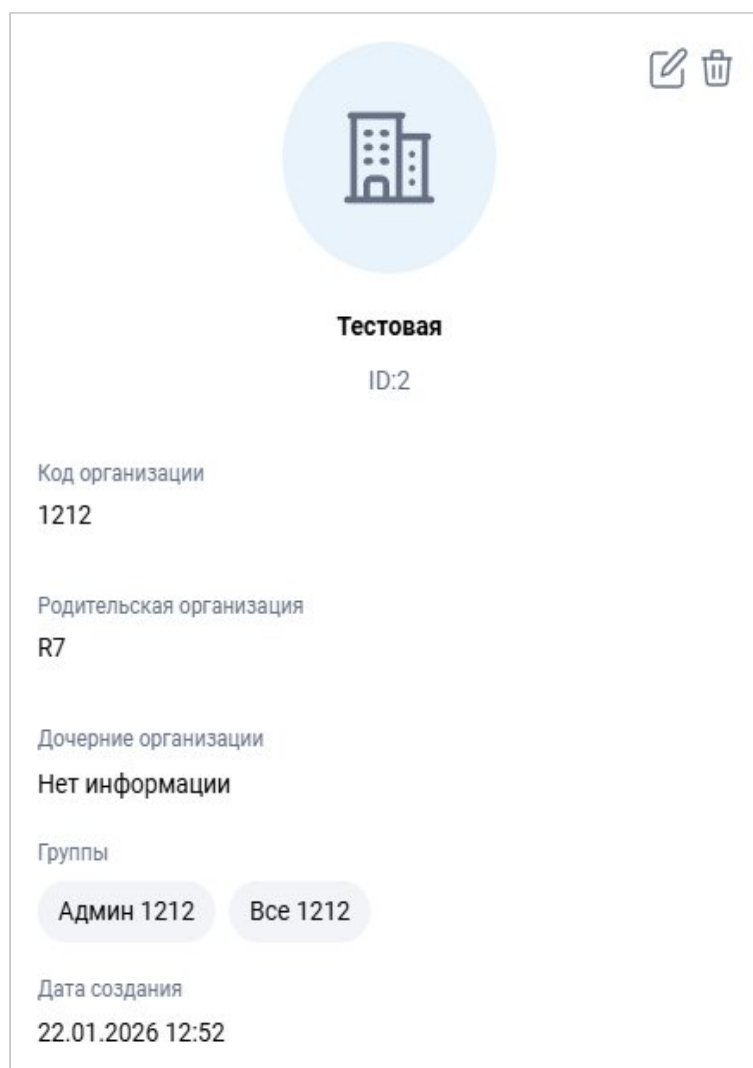 Тестовая
ID:2
Код организации
1212
Родительская организация
R7
Дочерние организации
Нет информации
Группы
Админ 1212 Все 1212
Дата создания
22.01.2026 12:52